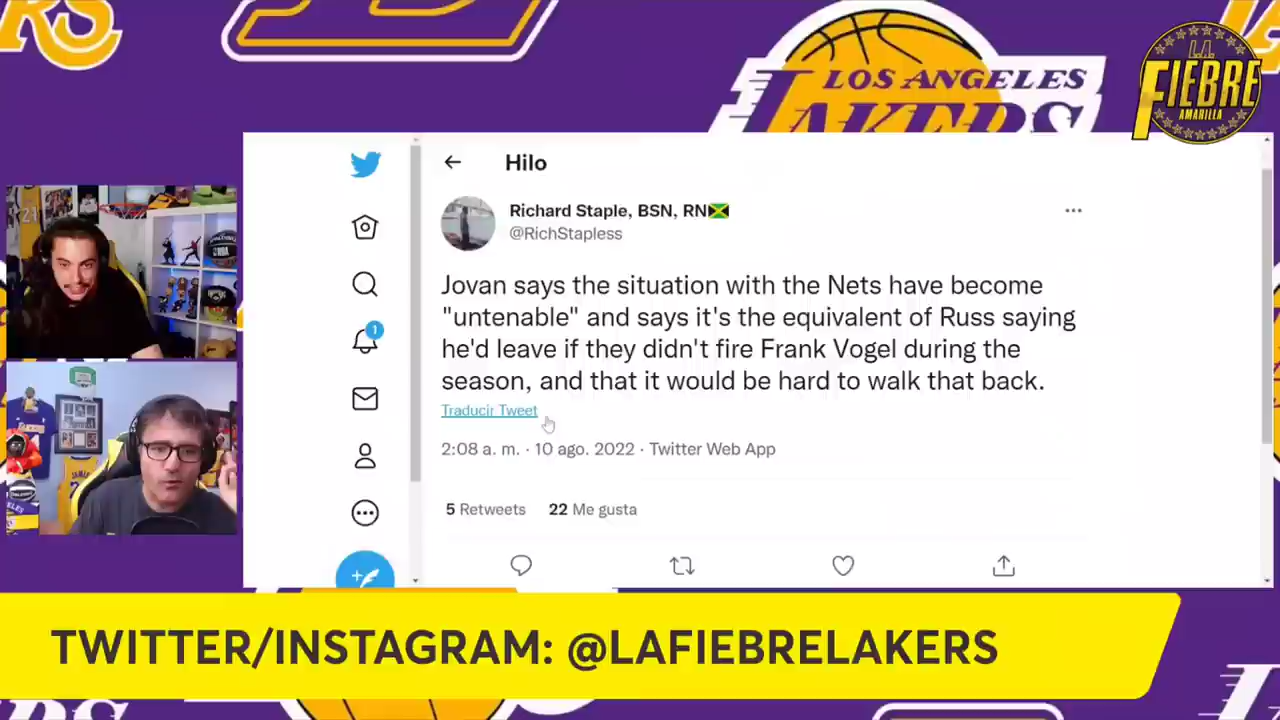 LOS ANGELES
LAKERS
L.A.
FIEBRE
AMARILLA
Hilo
Richard Staple, BSN, RN
@RichStapless
Jovan says the situation with the Nets have become
"untenable" and says it's the equivalent of Russ saying
he'd leave if they didn't fire Frank Vogel during the
season, and that it would be hard to walk that back.
Traducir Tweet
2:08 a. m. · 10 ago. 2022 · Twitter Web App
5 Retweets 22 Me gusta
1
TWITTER/INSTAGRAM: @LAFIEBRELAKERS